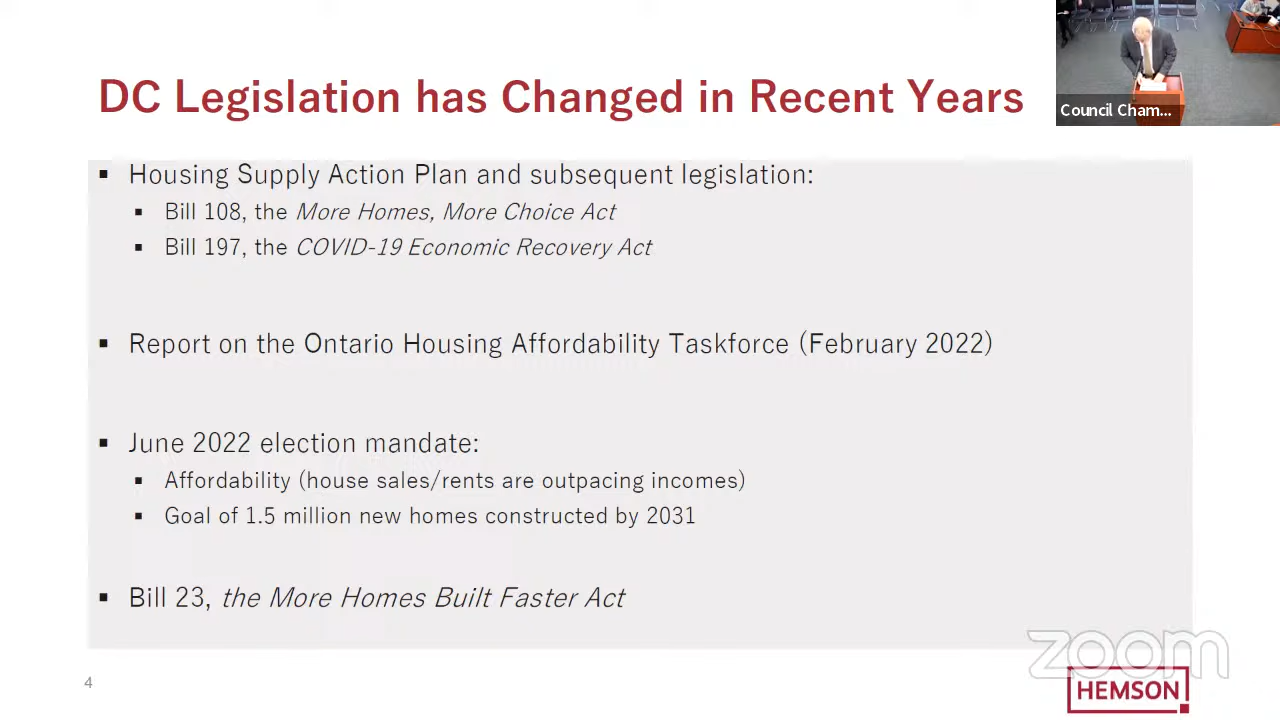 DC Legislation has Changed in Recent Years
Council Cham...
▪ Housing Supply Action Plan and subsequent legislation:
▪ Bill 108, the More Homes, More Choice Act
▪ Bill 197, the COVID-19 Economic Recovery Act
▪ Report on the Ontario Housing Affordability Taskforce (February 2022)
▪ June 2022 election mandate:
▪ Affordability (house sales/rents are outpacing incomes)
▪ Goal of 1.5 million new homes constructed by 2031
▪ Bill 23, the More Homes Built Faster Act
zoom
4
HEMSON